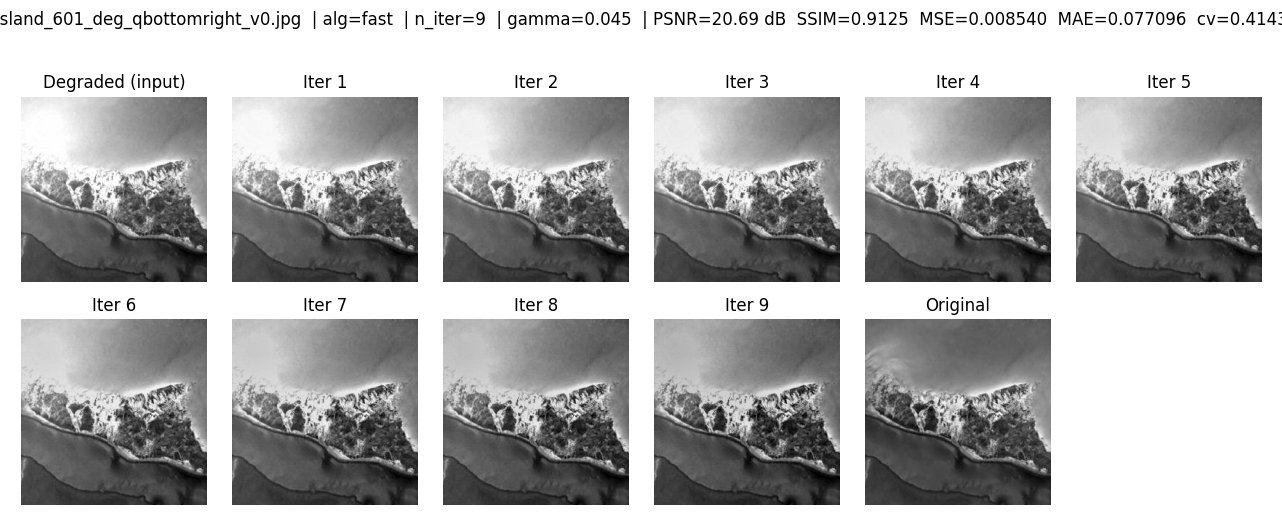 sland_601_deg_qbottomright_v0.jpg | alg=fast | n_iter=9 | gamma=0.045 | PSNR=20.69 dB SSIM=0.9125 MSE=0.008540 MAE=0.077096 cv=0.4143
Degraded (input) Iter 1 Iter 2 Iter 3 Iter 4 Iter 5
Iter 6 Iter 7 Iter 8 Iter 9 Original